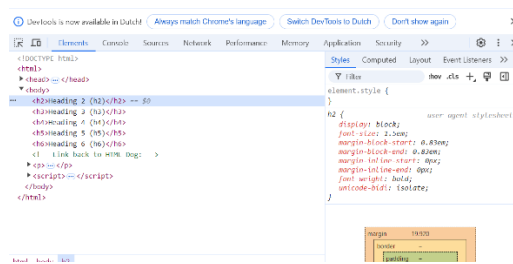 DevTools is now available in Dutch! Always match Chrome's language Switch DevTools to Dutch Don't show again
Elements Console Sources Network Performance Memory Application Security >>
<!DOCTYPE html>
<html>
<head> </head>
<body>
<h2>Heading 2 (h2)</h2> == $0
<h3>Heading 3 (h3)</h3>
<h4>Heading 4 (h4)</h4>
<h5>Heading 5 (h5)</h5>
<h6>Heading 6 (h6)</h6>
Link back to HTML Dog:
<p> </p>
<script> </script>
</body>
</html>
html body h2
Styles Computed Layout Event Listeners >>
Filter :hov .cls
element.style {
}
h2 { user agent stylesheet
display: block;
font-size: 1.5em;
margin-block-start: 0.83em;
margin-block-end: 0.83em;
margin-inline-start: 0px;
margin-inline-end: 0px;
font-weight: bold;
unicode-bidi: isolate;
}
margin 19.920
border -
padding -